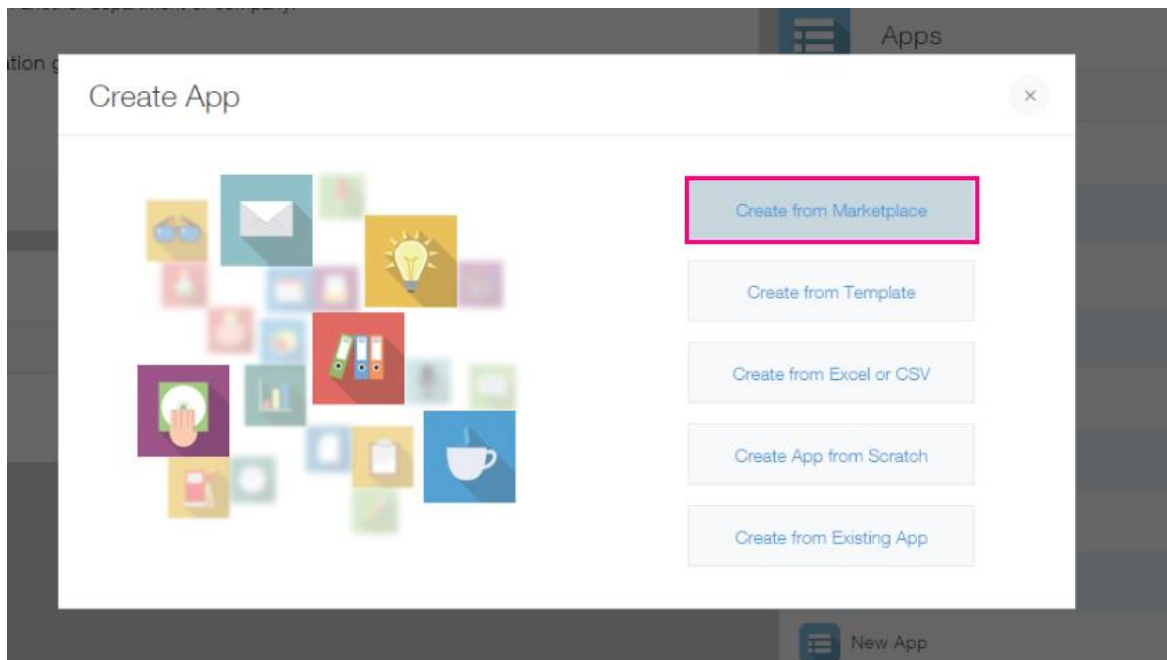 Apps
Create App
Create from Marketplace
Create from Template
Create from Excel or CSV
Create App from Scratch
Create from Existing App
New App